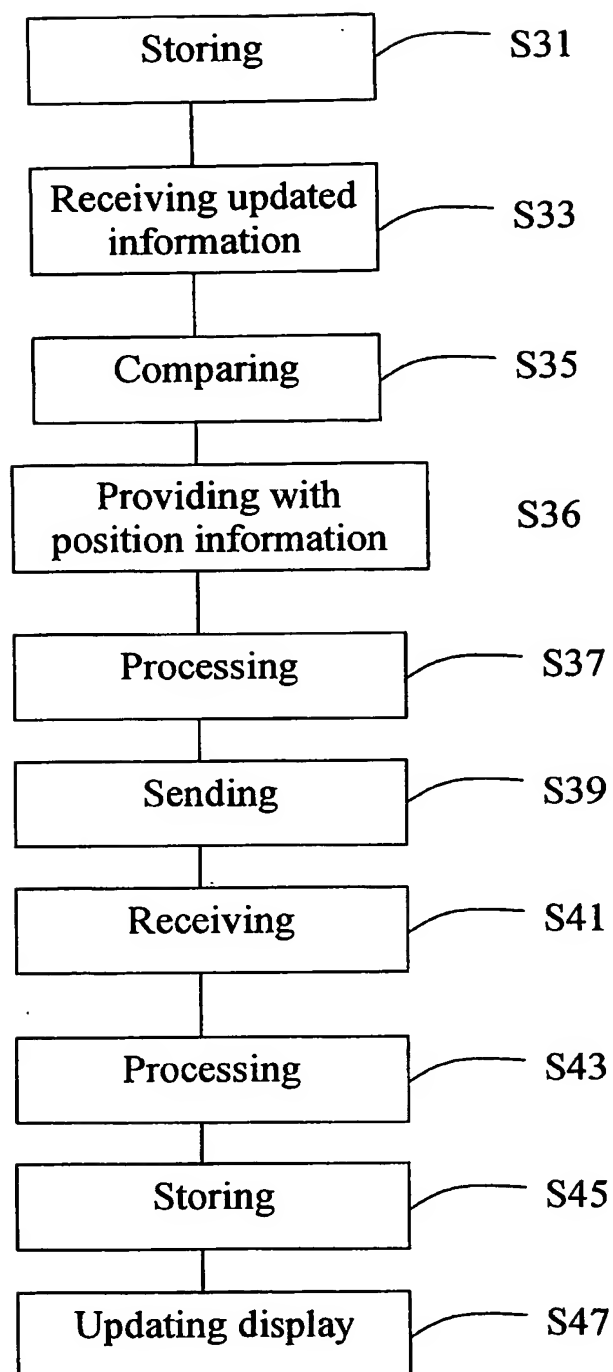 Storing
S31
Receiving updated
information
S33
Comparing
S35
Providing with
position information
S36
Processing
S37
Sending
S39
Receiving
S41
Processing
S43
Storing
S45
Updating display
S47